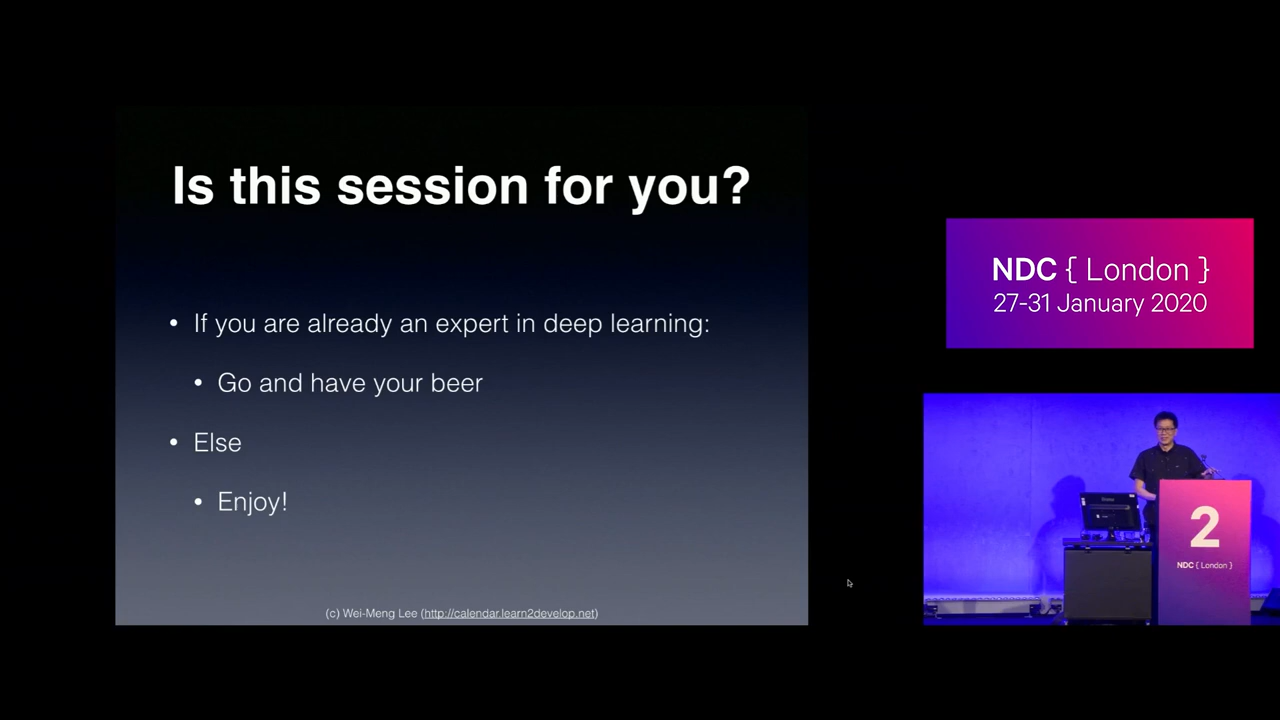 Is this session for you?
• If you are already an expert in deep learning:
• Go and have your beer
• Else
• Enjoy!
(c) Wei-Meng Lee (http://calendar.learn2develop.net)
NDC { London }
27-31 January 2020
2
NDC { London }